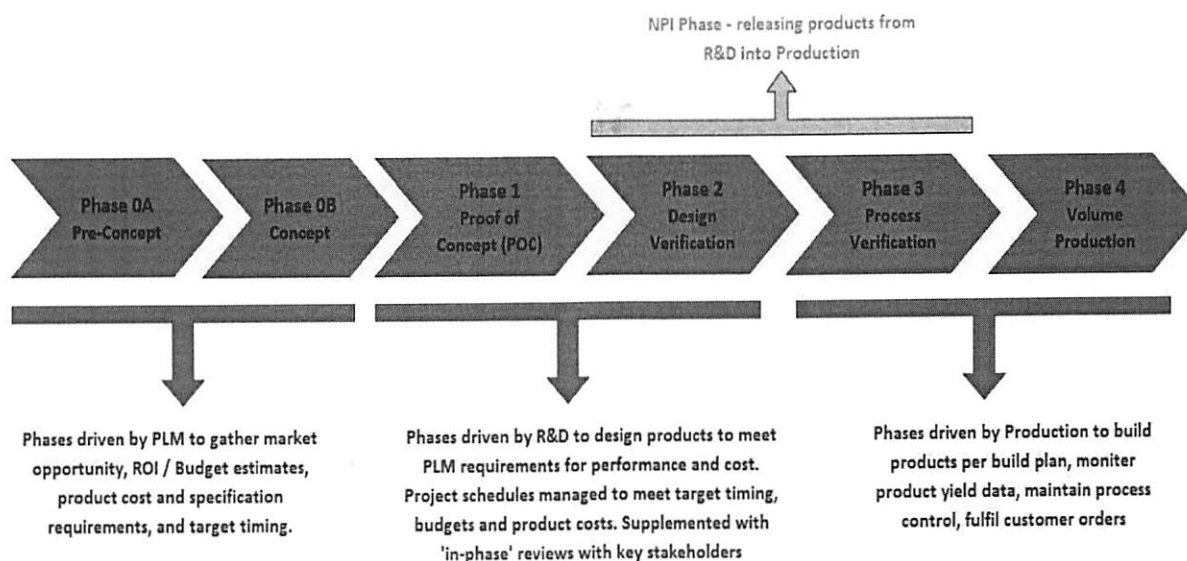 NPI Phase - releasing products from
R&D into Production
Phase 0A
Pre-Concept
Phase 0B
Concept
Phase 1
Proof of
Concept (POC)
Phase 2
Design
Verification
Phase 3
Process
Verification
Phase 4
Volume
Production
Phases driven by PLM to gather market
opportunity, ROI / Budget estimates,
product cost and specification
requirements, and target timing.
Phases driven by R&D to design products to meet
PLM requirements for performance and cost.
Project schedules managed to meet target timing,
budgets and product costs. Supplemented with
'in-phase' reviews with key stakeholders
Phases driven by Production to build
products per build plan, moniter
product yield data, maintain process
control, fulfil customer orders